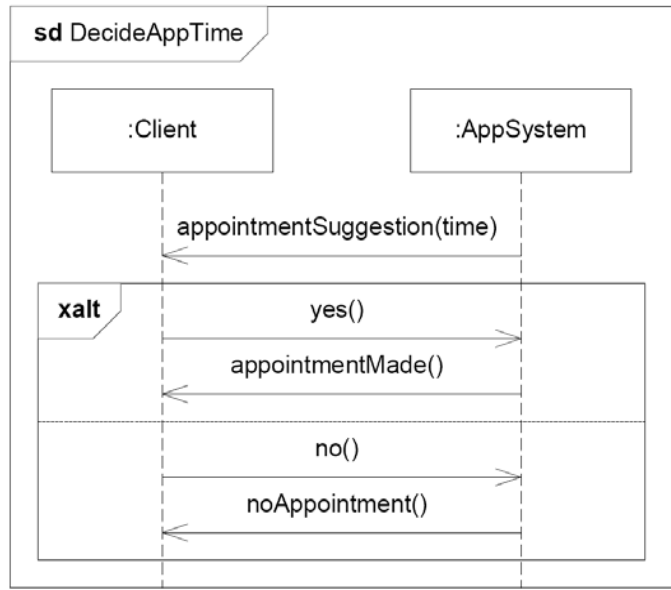 sd DecideAppTime
:Client
:AppSystem
appointmentSuggestion(time)
xalt
yes()
appointmentMade()
no()
noAppointment()